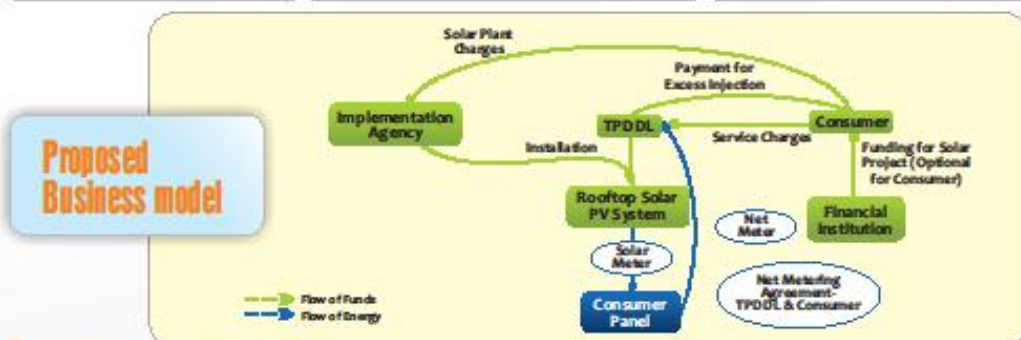 Proposed
Business model
Solar Plant
Charges
Payment for
Excess Injection
Implementation
Agency
TPDDL
Consumer
Installation
Service Charges
Funding for Solar
Project (Optional
for Consumer)
Rooftop Solar
PV System
Net
Meter
Financial
Institution
Solar
Meter
Net Metering
Agreement-
TPDDL & Consumer
Flow of Funds
Flow of Energy
Consumer
Panel